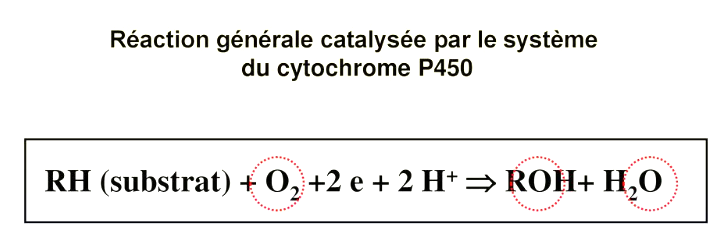 Réaction générale catalysée par le système
du cytochrome P450
RH (substrat) + O₂ +2 e + 2 H⁺ ⇒ ROH+ H₂O